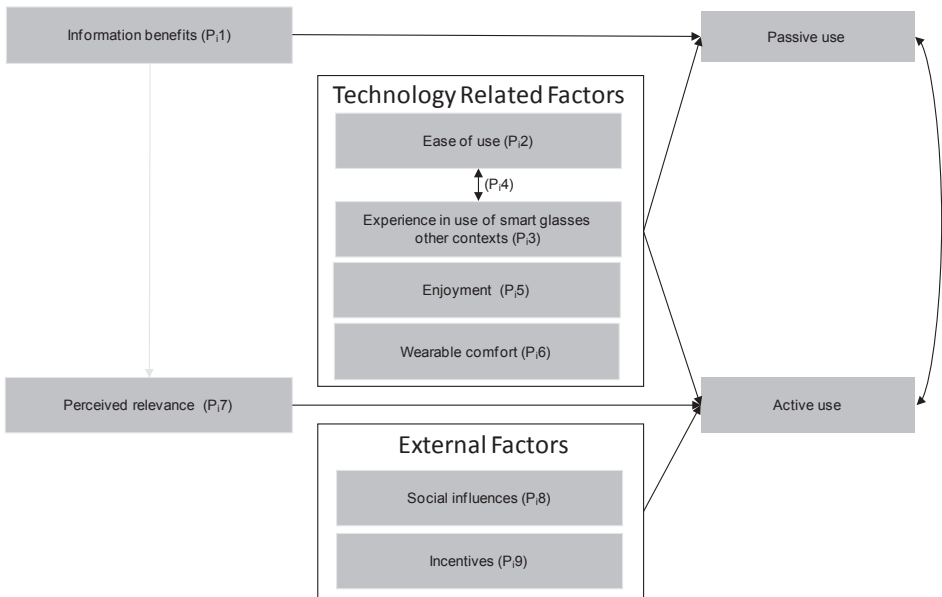 Information benefits (Pᵢ1)
Passive use
Technology Related Factors
Ease of use (Pᵢ2)
(Pᵢ4)
Experience in use of smart glasses
other contexts (Pᵢ3)
Enjoyment (Pᵢ5)
Wearable comfort (Pᵢ6)
Perceived relevance (Pᵢ7)
Active use
External Factors
Social influences (Pᵢ8)
Incentives (Pᵢ9)